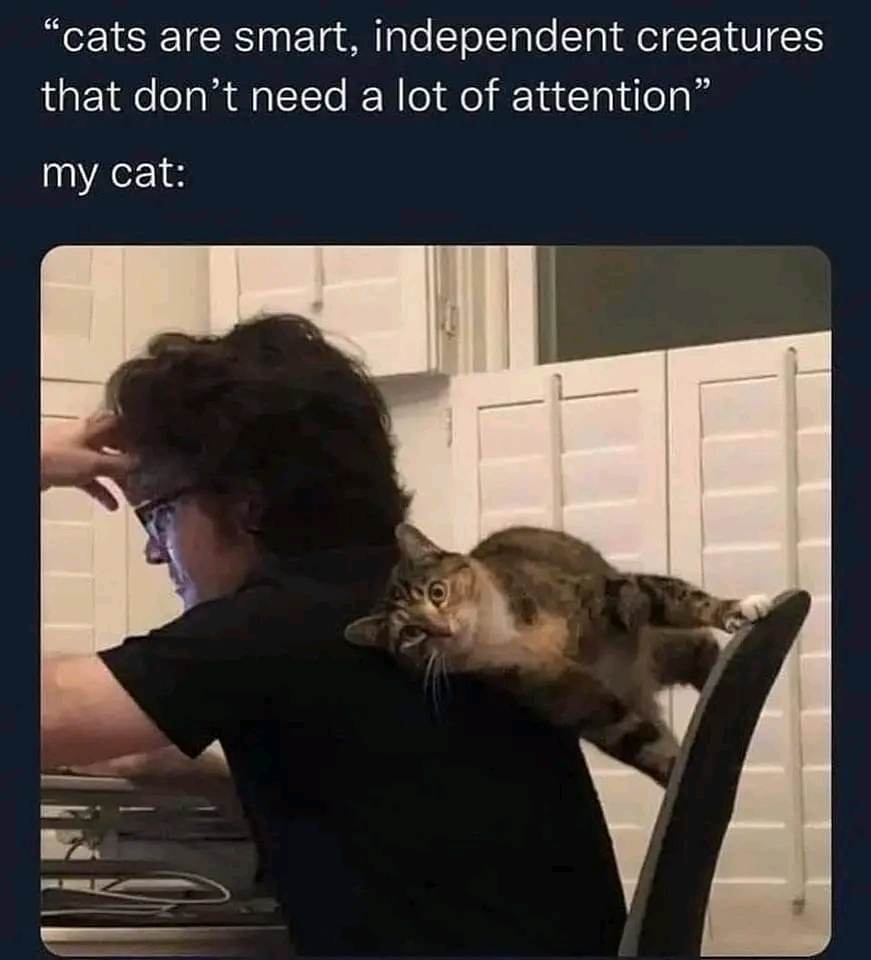 “cats are smart, independent creatures
that don’t need a lot of attention”
my cat: